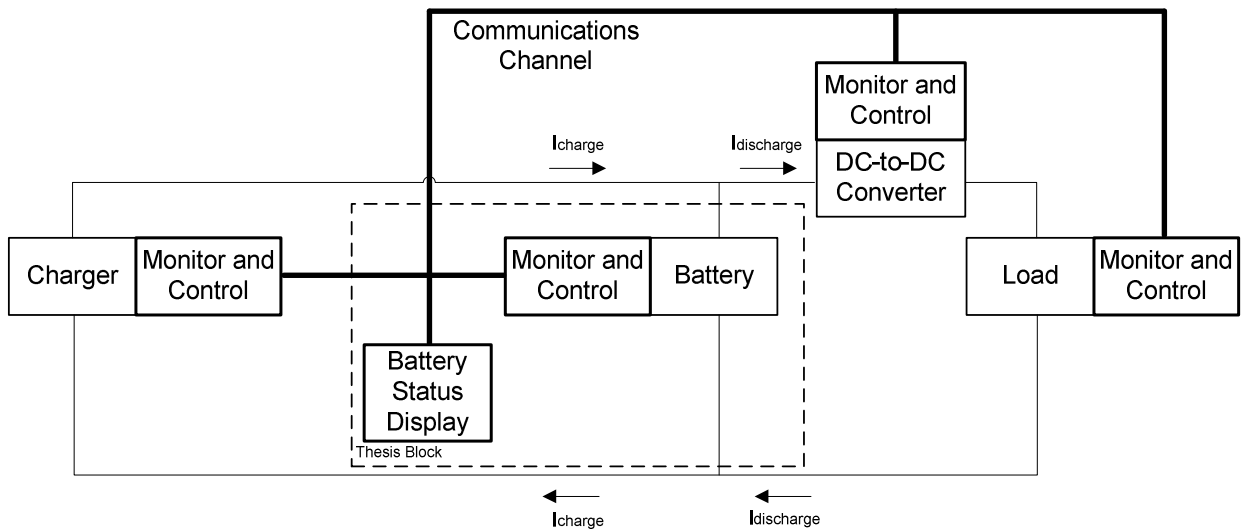 Communications
Channel
Monitor and
Control
DC-to-DC
Converter
Icharge
Idischarge
Charger
Monitor and
Control
Monitor and
Control
Battery
Load
Monitor and
Control
Battery
Status
Display
Thesis Block
Icharge
Idischarge